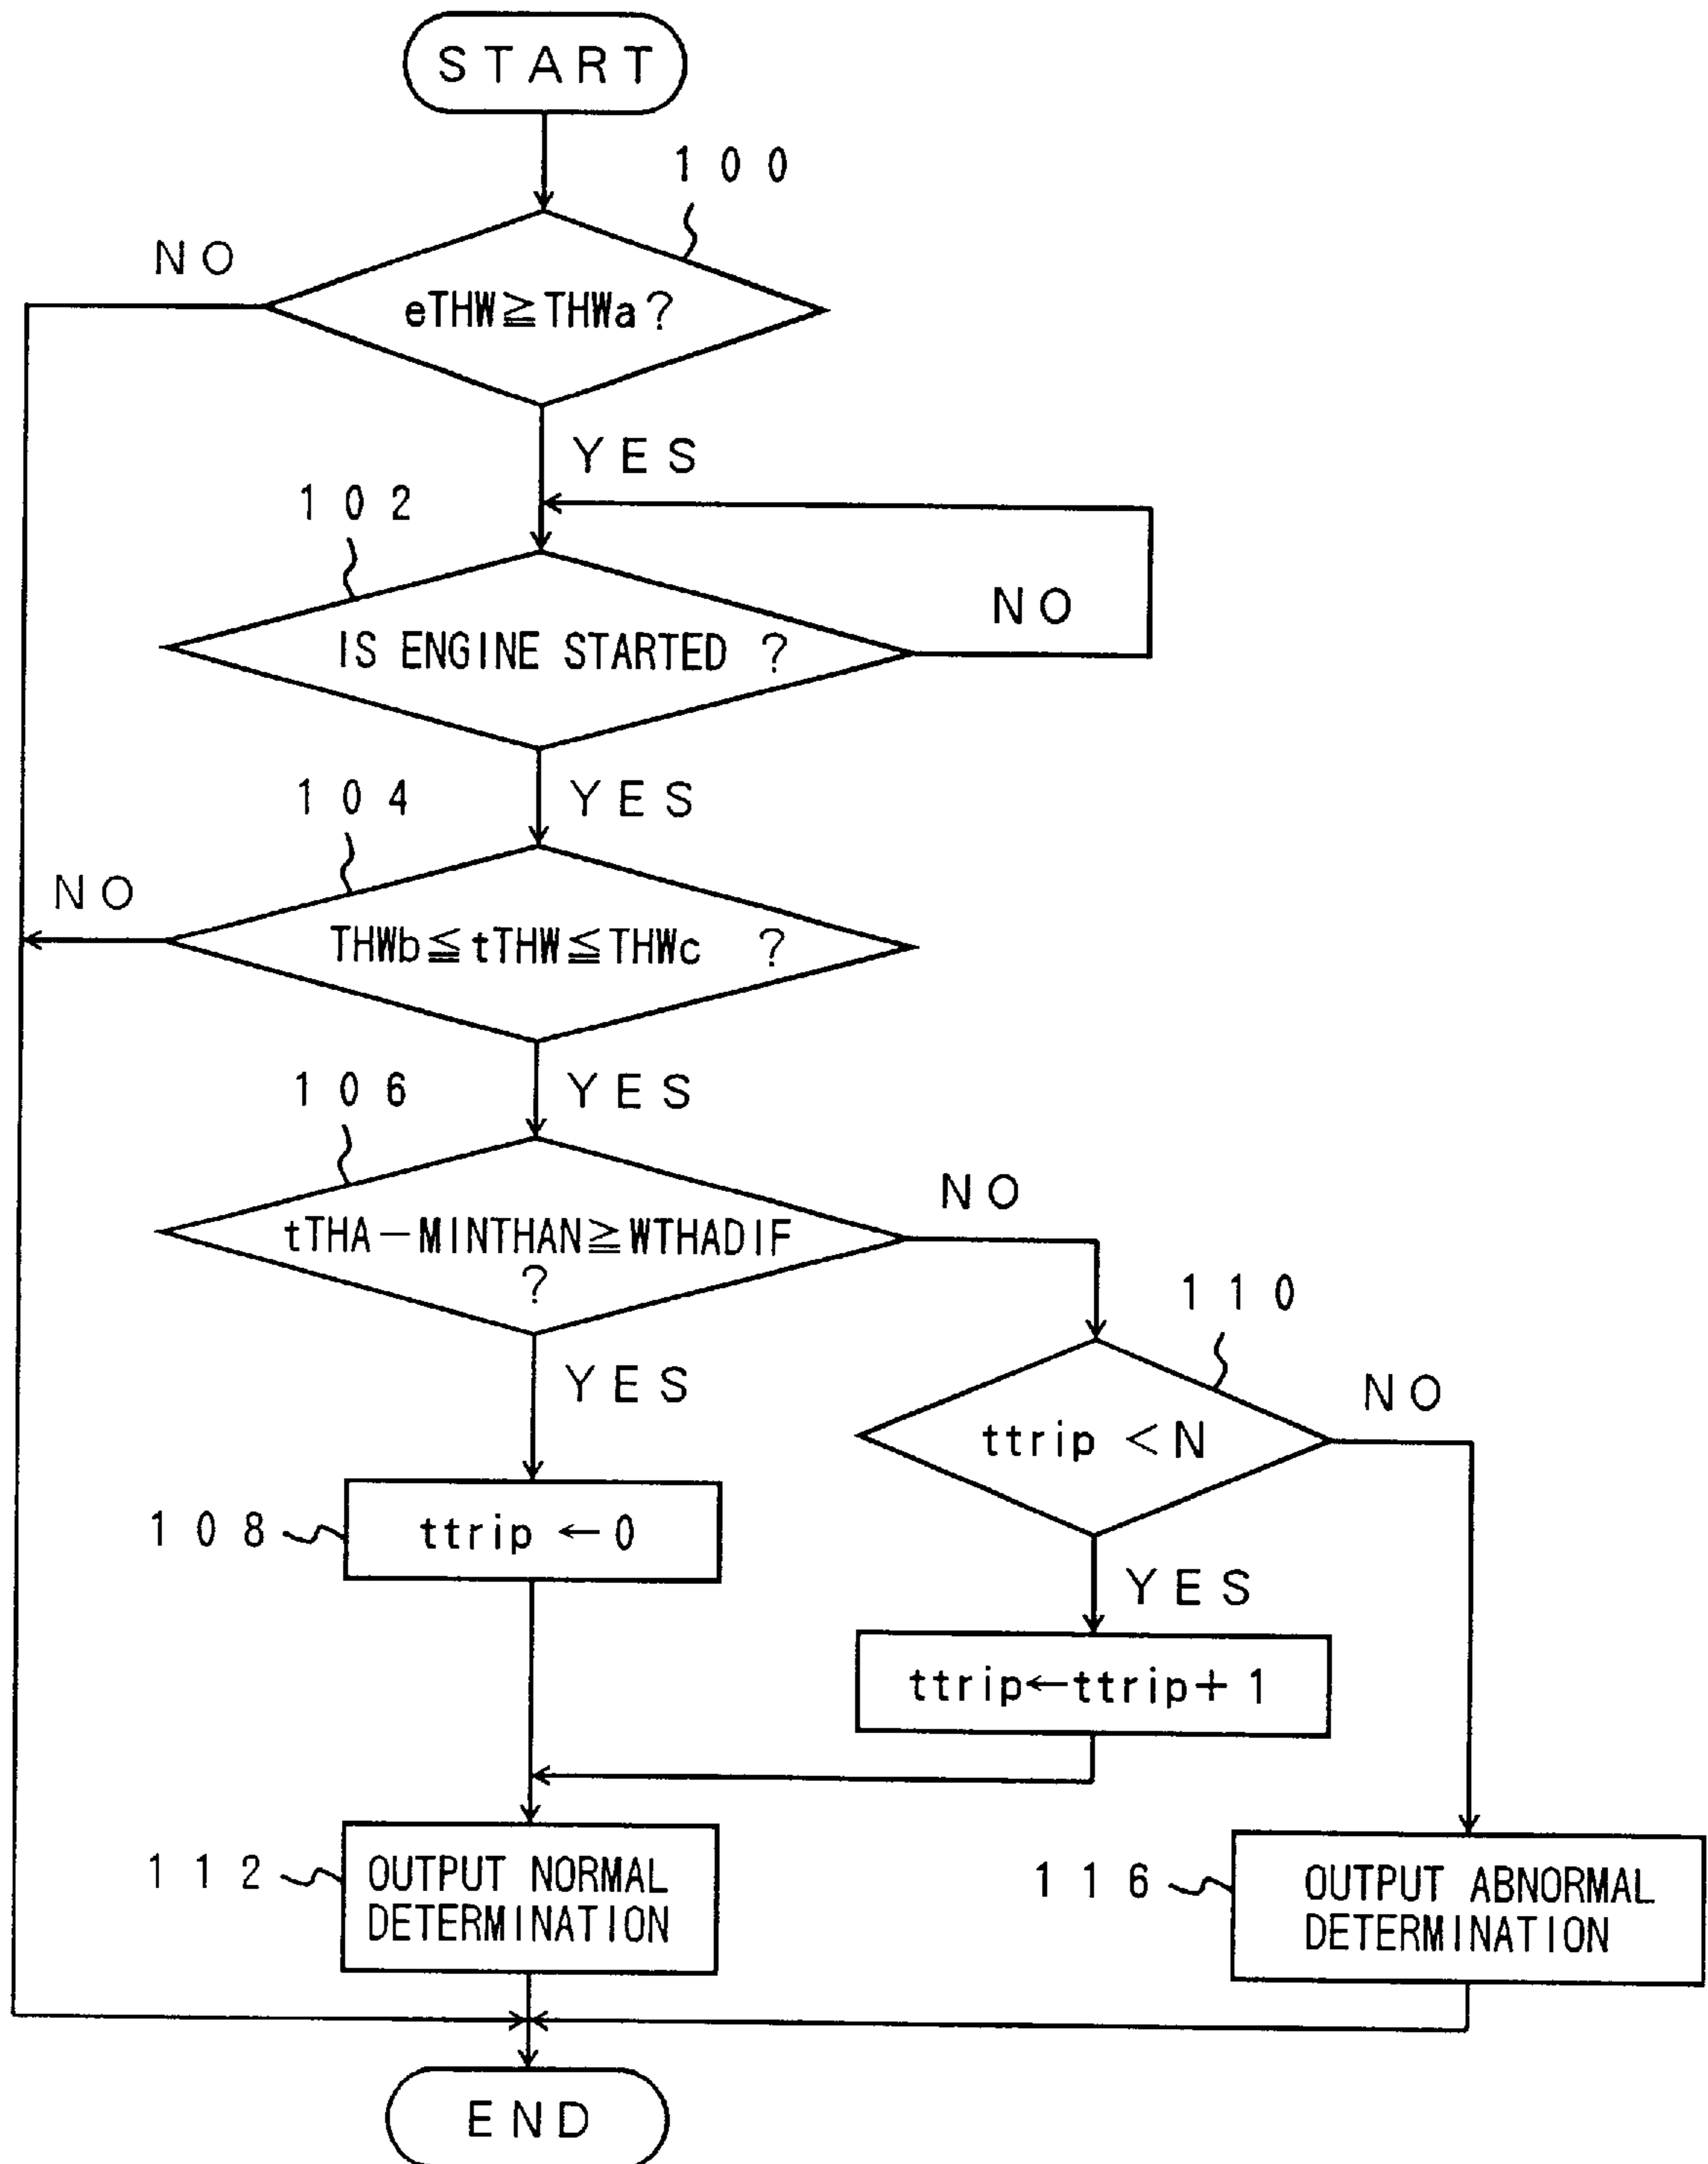 START
100
NO
eTHW≧THWa?
YES
102
NO
IS ENGINE STARTED ?
104
YES
NO
THWb≦tTHW≦THWc ?
106
YES
NO
tTHA-MINTHAN≧WTHADIF
?
110
YES
NO
ttrip <N
108
ttrip ←0
YES
ttrip←ttrip+1
112
OUTPUT NORMAL
DETERMINATION
116
OUTPUT ABNORMAL
DETERMINATION
END